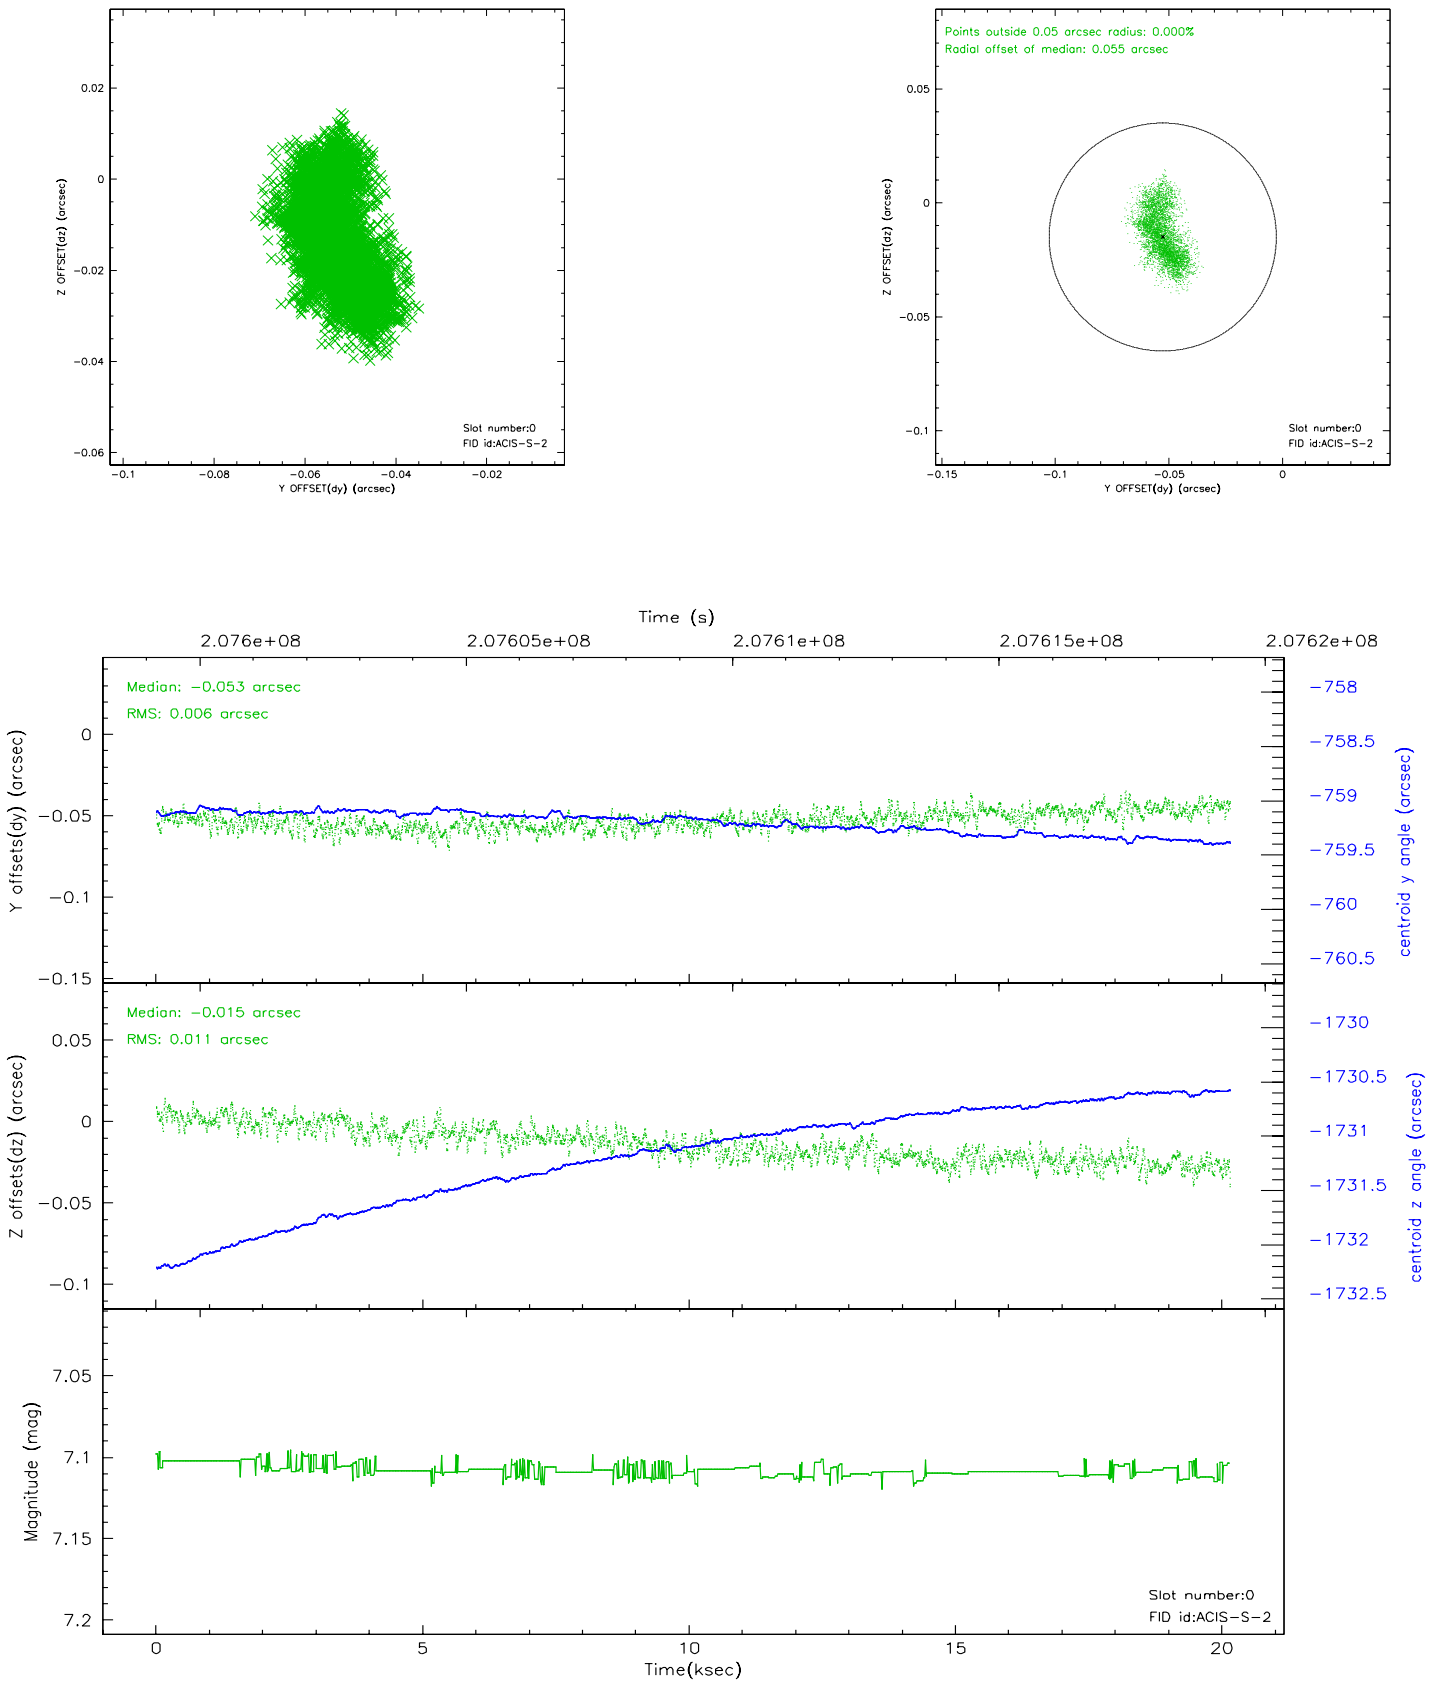 0.02
0
−0.02
−0.04
−0.06
Z OFFSET(dz) (arcsec)
Slot number:0
FID id:ACIS−S−2
−0.1
−0.08
−0.06
−0.04
−0.02
Y OFFSET(dy) (arcsec)
Points outside 0.05 arcsec radius: 0.000%
Radial offset of median: 0.055 arcsec
0.05
0
−0.05
−0.1
Z OFFSET(dz) (arcsec)
Slot number:0
FID id:ACIS−S−2
−0.15
−0.1
−0.05
0
Y OFFSET(dy) (arcsec)
Time (s)
2.076e+08
2.07605e+08
2.0761e+08
2.07615e+08
2.0762e+08
Median: −0.053 arcsec
RMS: 0.006 arcsec
0
−0.05
−0.1
−0.15
Y offsets(dy) (arcsec)
−758
−758.5
−759
−759.5
−760
−760.5
centroid y angle (arcsec)
Median: −0.015 arcsec
RMS: 0.011 arcsec
0.05
0
−0.05
−0.1
Z offsets(dz) (arcsec)
−1730
−1730.5
−1731
−1731.5
−1732
−1732.5
centroid z angle (arcsec)
7.05
7.1
7.15
7.2
Magnitude (mag)
Slot number:0
FID id:ACIS−S−2
0
5
10
15
20
Time(ksec)